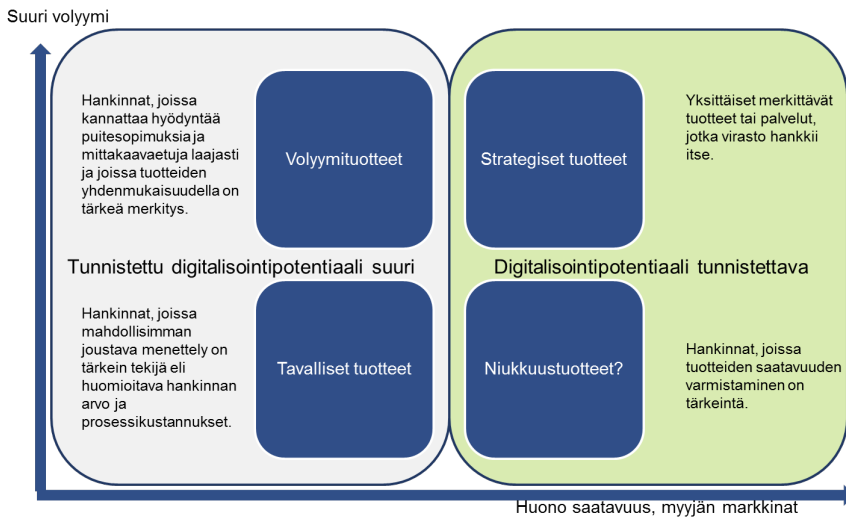 Suuri volyymi
Hankinnat, joissa
kannattaa hyödyntää
puitesopimuksia ja
mittakaavaetuja laajasti
ja joissa tuotteiden
yhdenmukaisuudella on
tärkeä merkitys.
Volyymituotteet
Strategiset tuotteet
Yksittäiset merkittävät
tuotteet tai palvelut,
jotka virasto hankkii
itse.
Tunnistettu digitalisointipotentiaali suuri
Digitalisointipotentiaali tunnistettava
Hankinnat, joissa
mahdollisimman
joustava menettely on
tärkein tekijä eli
huomioitava hankinnan
arvo ja
prosessikustannukset.
Tavalliset tuotteet
Niukkuustuotteet?
Hankinnat, joissa
tuotteiden saatavuuden
varmistaminen on
tärkeintä.
Huono saatavuus, myyjän markkinat